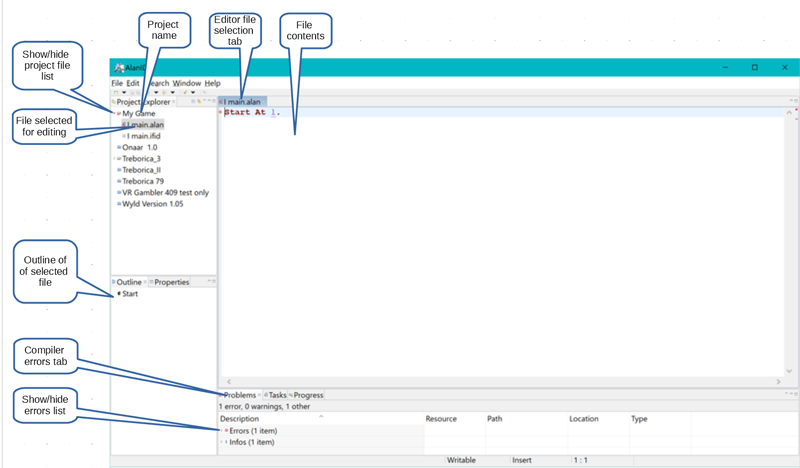 Project
name
Editor file
selection
tab
File
contents
Show/hide
project file
list
File selected
for editing
Outline of
of selected
file
Compiler
errors tab
Show/hide
errors list
AlanI
File Edit earch Window Help
Project Explorer
My Game
main.alan
I main.ifid
Onaar 1.0
Treborica_3
Treborica_II
Treborica 79
VR Gambler 409 test only
Wyld Version 1.05
I main.alan
Start At 1.
Outline Properties
Start
Problems Tasks Progress
1 error, 0 warnings, 1 other
Description Resource Path Location Type
Errors (1 item)
Infos (1 item)
Writable Insert 1 : 1